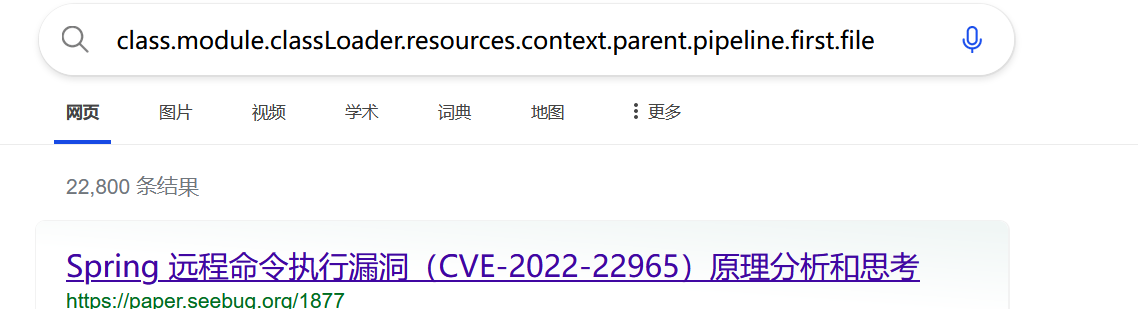 class.module.classLoader.resources.context.parent.pipeline.first.file
网页 图片 视频 学术 词典 地图 更多
22,800 条结果
Spring 远程命令执行漏洞（CVE-2022-22965）原理分析和思考
https://paper.seebug.org/1877